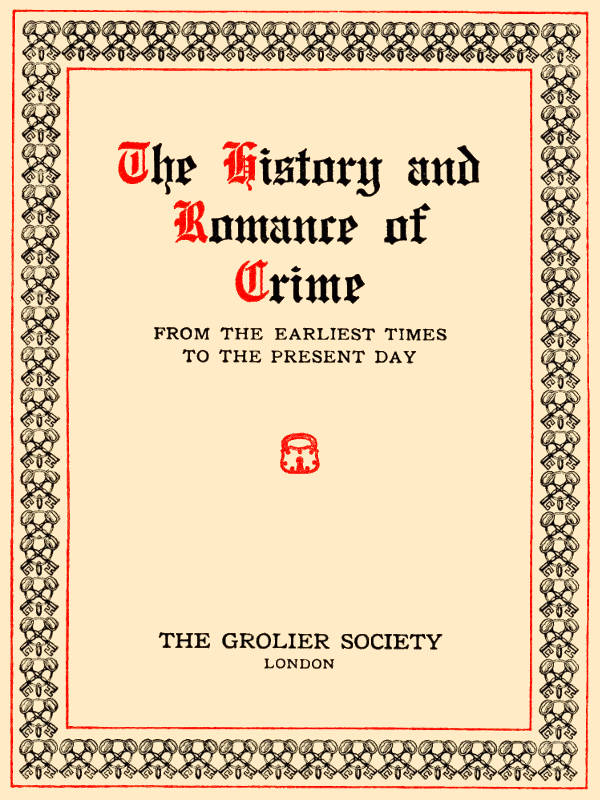 The History and
Romance of
Crime
FROM THE EARLIEST TIMES
TO THE PRESENT DAY
THE GROLIER SOCIETY
LONDON